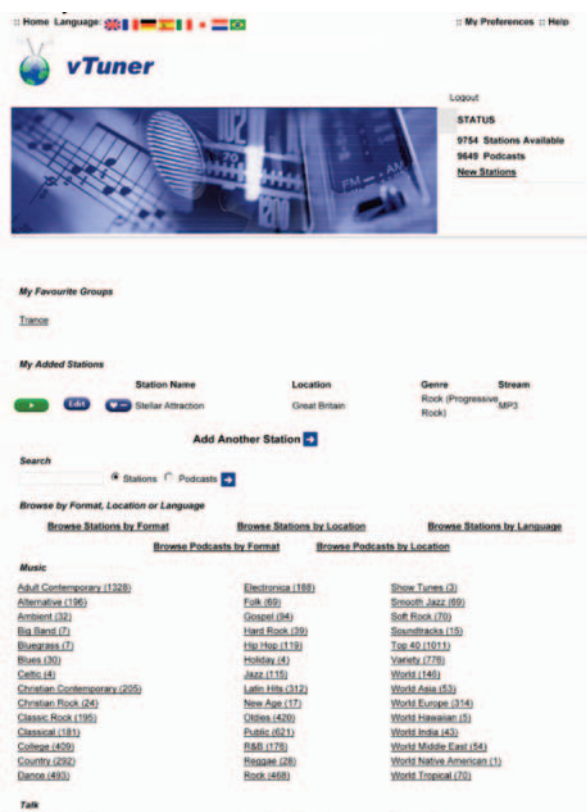 :: Home Language:
:: My Preferences :: Help
vTuner
Logout
STATUS
9754 Stations Available
9649 Podcasts
New Stations
102
70
FM AM
My Favourite Groups
Trance
My Added Stations
Station Name Location Genre Stream
Edit Stellar Attraction Great Britain Rock (Progressive Rock) MP3
Add Another Station
Search
Stations Podcasts
Browse by Format, Location or Language
Browse Stations by Format Browse Stations by Location Browse Stations by Language
Browse Podcasts by Format Browse Podcasts by Location
Music
Adult Contemporary (1328) Electronica (188) Show Tunes (3)
Alternative (196) Folk (69) Smooth Jazz (69)
Ambient (32) Gospel (94) Soft Rock (70)
Big Band (7) Hard Rock (39) Soundtracks (15)
Bluegrass (7) Hip Hop (119) Top 40 (1011)
Blues (30) Holiday (4) Variety (776)
Celtic (4) Jazz (115) World (146)
Christian Contemporary (205) Latin Hits (312) World Asia (53)
Christian Rock (24) New Age (17) World Europe (314)
Classic Rock (195) Oldies (420) World Hawaiian (5)
Classical (181) Public (621) World India (43)
College (409) R&B (176) World Middle East (54)
Country (292) Reggae (28) World Native American (1)
Dance (493) Rock (468) World Tropical (70)
Talk